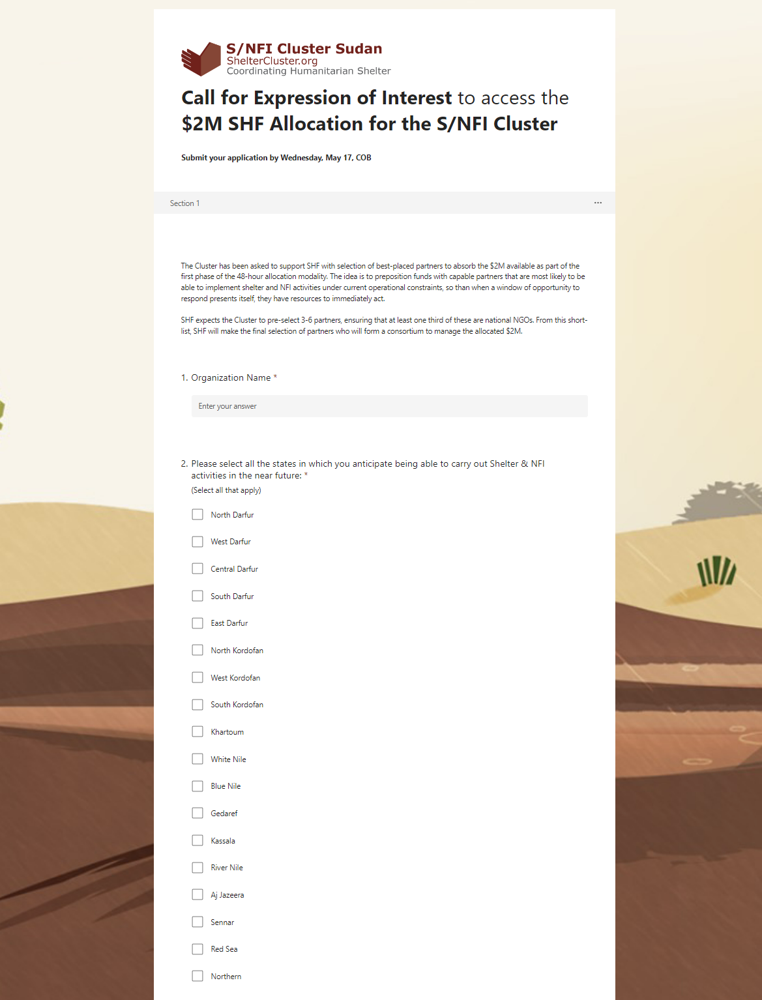 S/NFI Cluster Sudan
ShelterCluster.org
Coordinating Humanitarian Shelter
Call for Expression of Interest to access the
$2M SHF Allocation for the S/NFI Cluster
Submit your application by Wednesday, May 17, COB
Section 1
...
The Cluster has been asked to support SHF with selection of best-placed partners to absorb the $2M available as part of the
first phase of the 48-hour allocation modality. The idea is to preposition funds with capable partners that are most likely to be
able to implement shelter and NFI activities under current operational constraints, so than when a window of opportunity to
respond presents itself, they have resources to immediately act.
SHF expects the Cluster to pre-select 3-6 partners, ensuring that at least one third of these are national NGOs. From this short-
list, SHF will make the final selection of partners who will form a consortium to manage the allocated $2M.
1. Organization Name *
Enter your answer
2. Please select all the states in which you anticipate being able to carry out Shelter & NFI
activities in the near future: *
(Select all that apply)
North Darfur
West Darfur
Central Darfur
South Darfur
East Darfur
North Kordofan
West Kordofan
South Kordofan
Khartoum
White Nile
Blue Nile
Gedaref
Kassala
River Nile
Aj Jazeera
Sennar
Red Sea
Northern